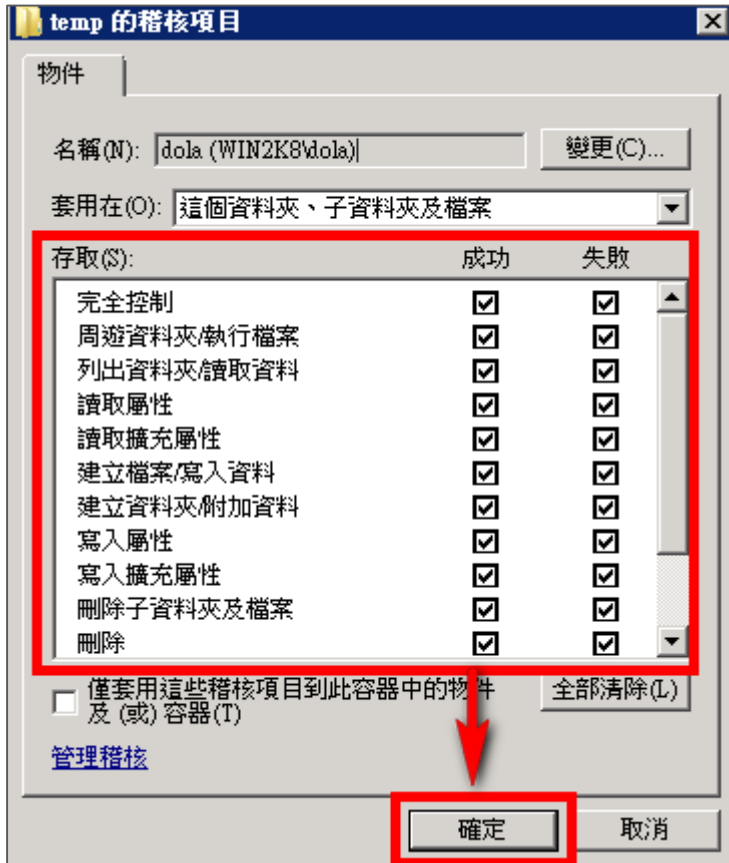 temp 的稽核項目
物件
名稱(N): dola (WIN2K8\dola) 變更(C)...
套用在(O): 這個資料夾、子資料夾及檔案
存取(S): 成功 失敗
完全控制
周遊資料夾/執行檔案
列出資料夾/讀取資料
讀取屬性
讀取擴充屬性
建立檔案/寫入資料
建立資料夾/附加資料
寫入屬性
寫入擴充屬性
刪除子資料夾及檔案
刪除
僅套用這些稽核項目到此容器中的物件
及 (或) 容器(T)
全部清除(L)
管理稽核
確定 取消